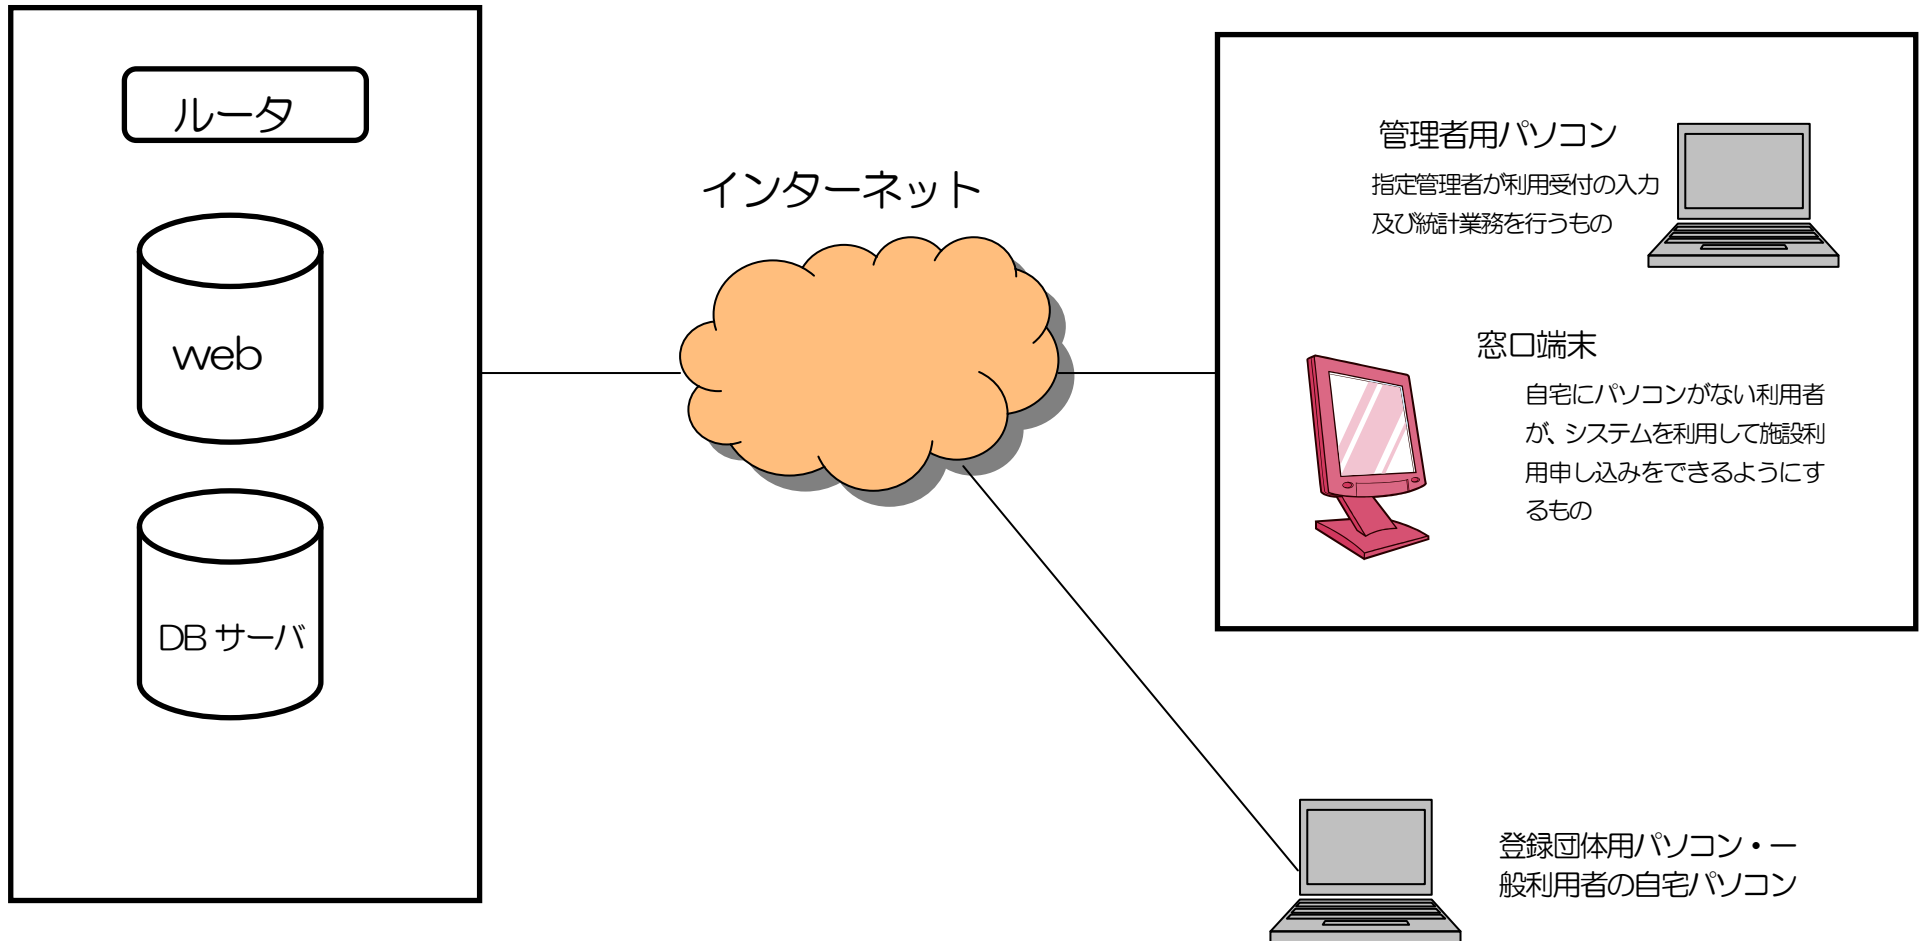 ルータ
web
DB サーバ
インターネット
管理者用パソコン
指定管理者が利用受付の入力
及び統計業務を行うもの
窓口端末
自宅にパソコンがない利用者
が、システムを利用して施設利
用申し込みをできるようにす
るもの
登録団体用パソコン・一
般利用者の自宅パソコン